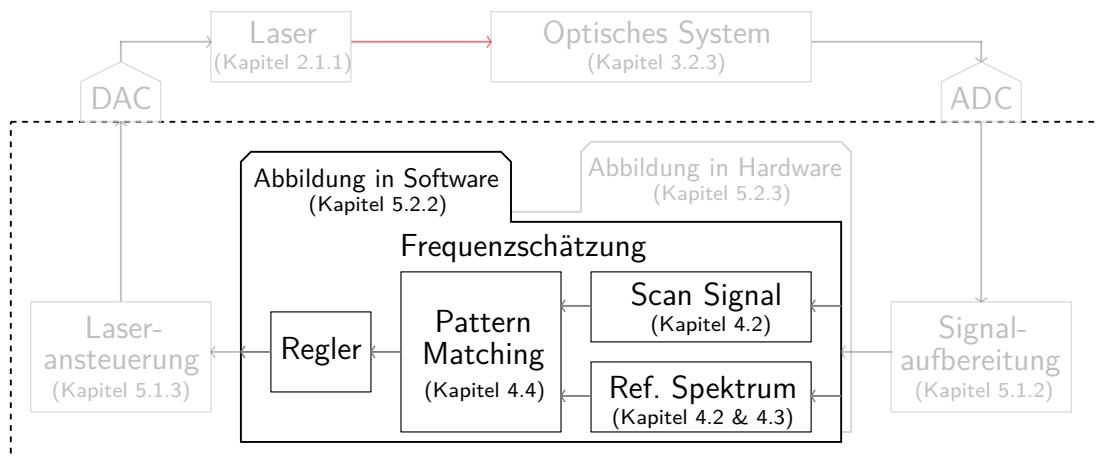 Laser
(Kapitel 2.1.1)
Optisches System
(Kapitel 3.2.3)
DAC
ADC
Abbildung in Software
(Kapitel 5.2.2)
Abbildung in Hardware
(Kapitel 5.2.3)
Frequenzschätzung
Laser-
ansteuerung
(Kapitel 5.1.3)
Regler
Pattern
Matching
(Kapitel 4.4)
Scan Signal
(Kapitel 4.2)
Ref. Spektrum
(Kapitel 4.2 & 4.3)
Signal-
aufbereitung
(Kapitel 5.1.2)